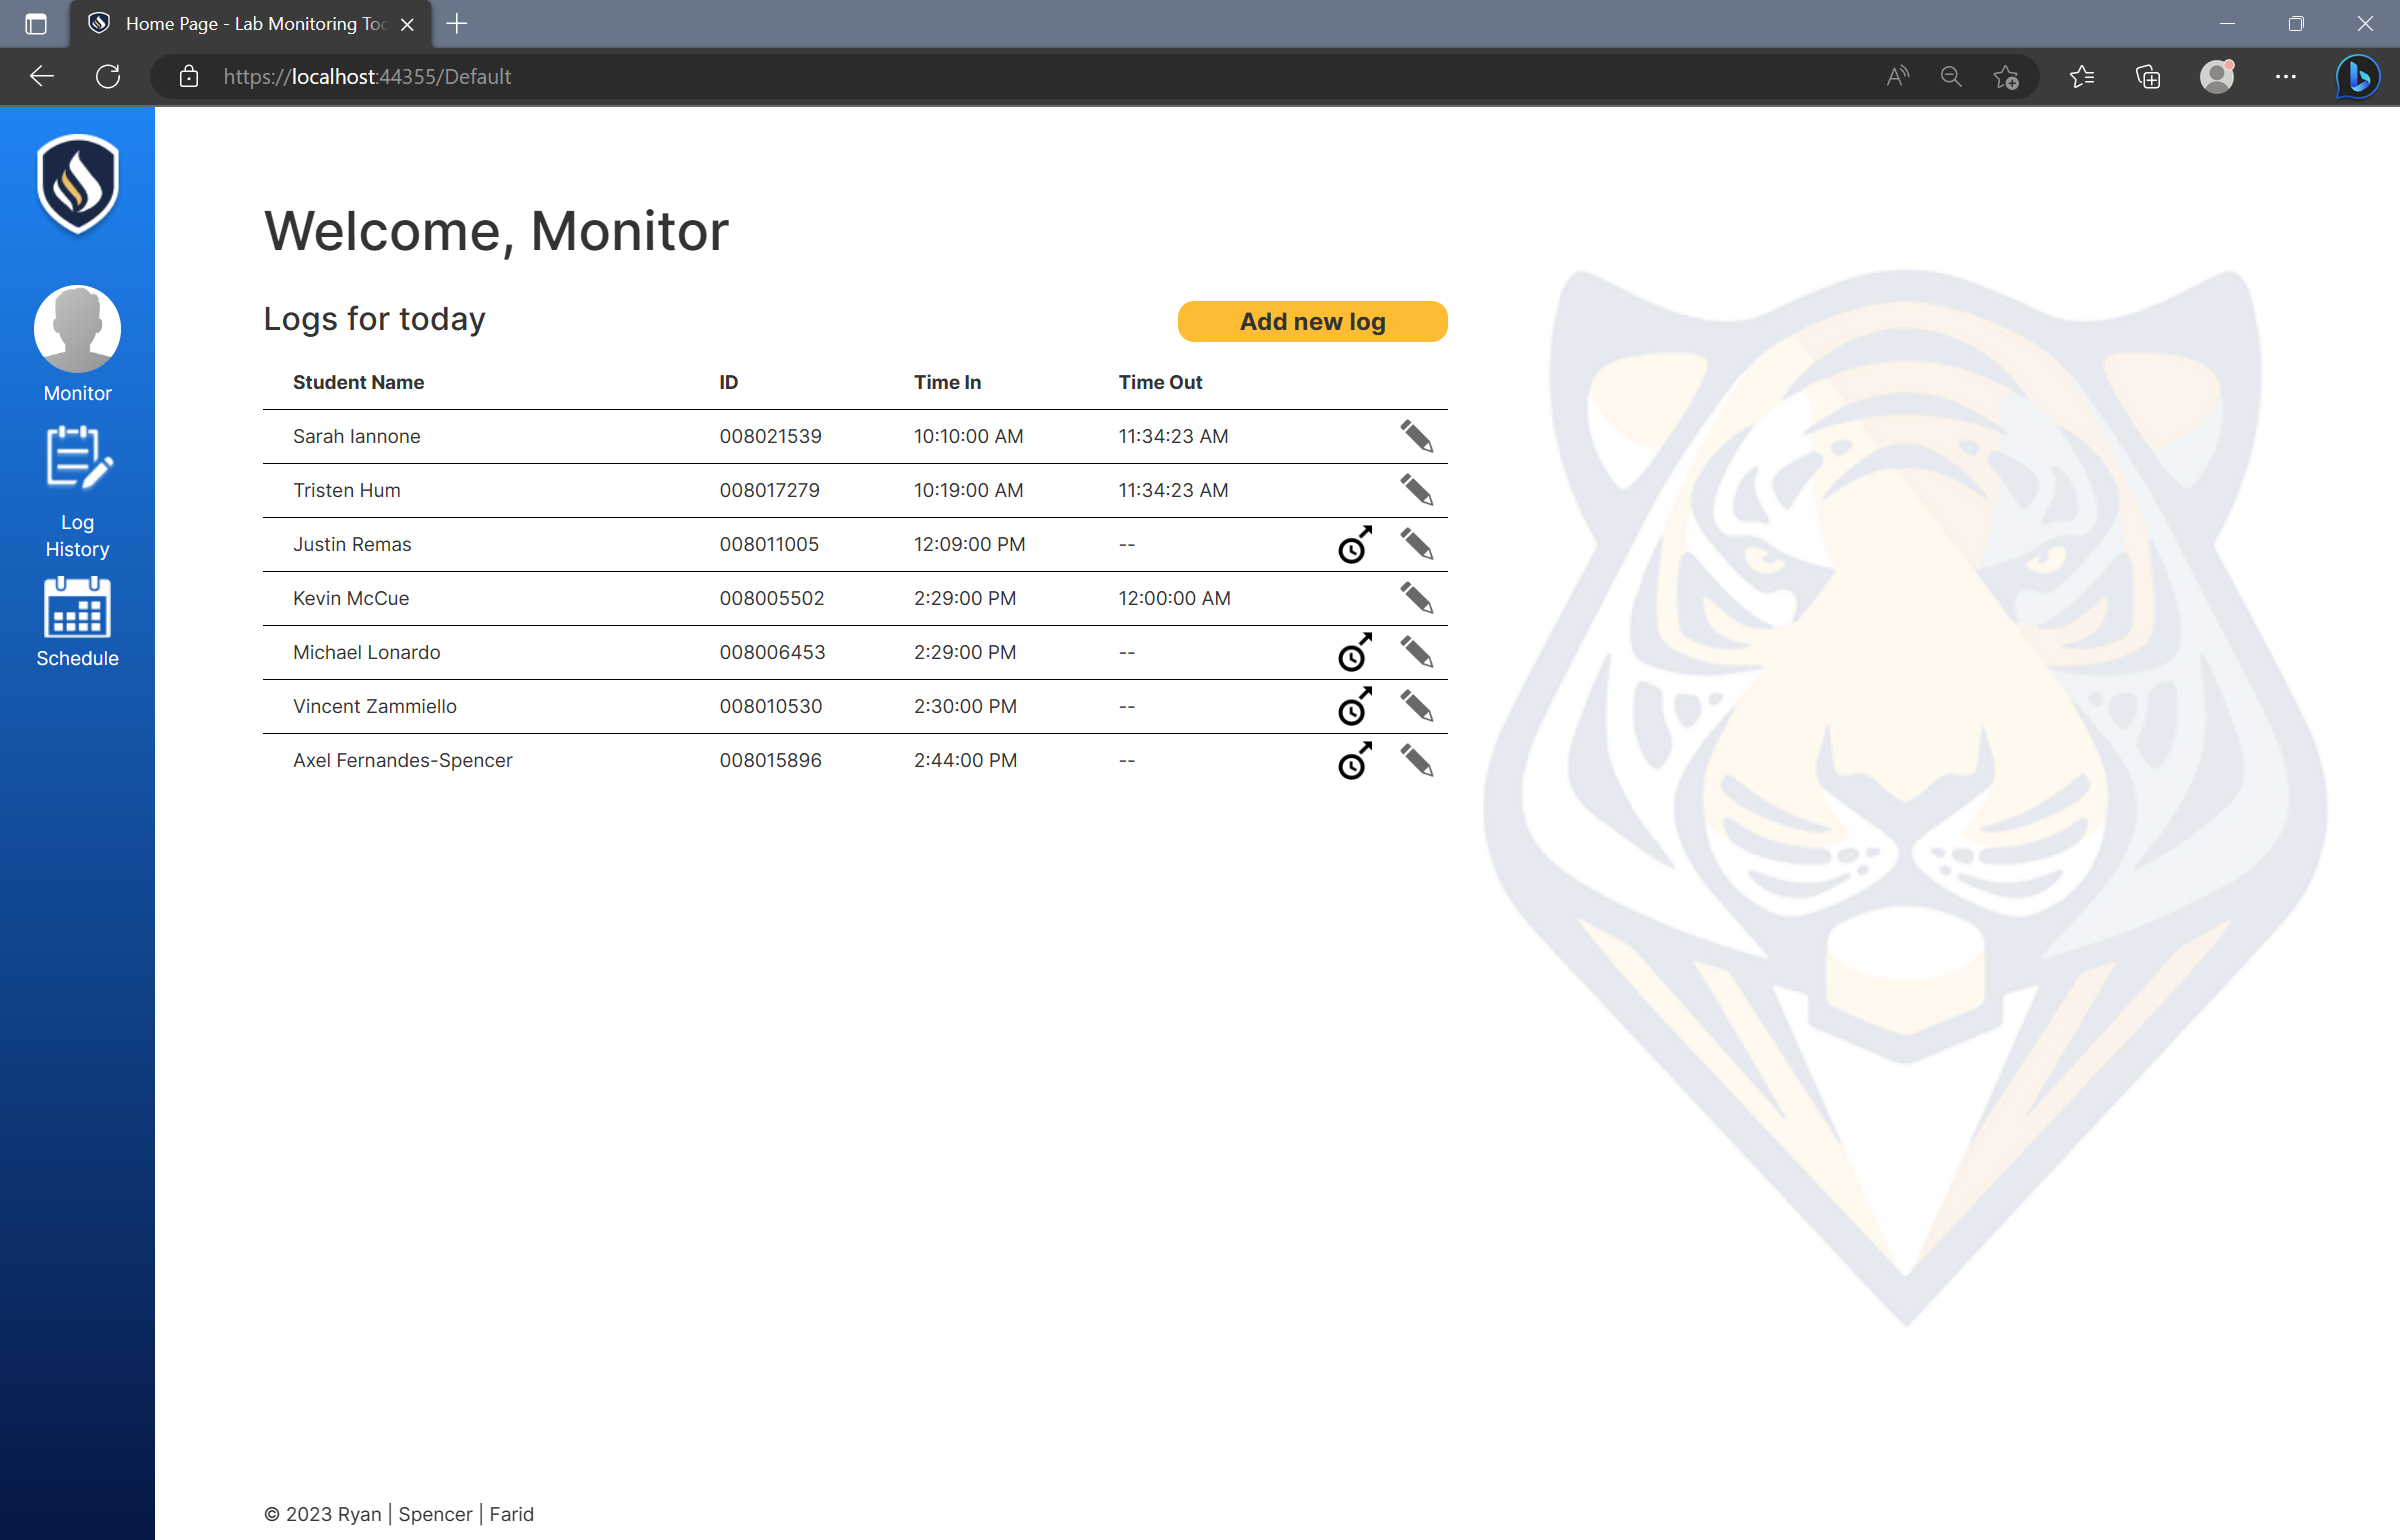 Home Page - Lab Monitoring Too
https://localhost:44355/Default
Monitor
Log
History
Schedule
Welcome, Monitor
Logs for today
Add new log
Student Name ID Time In Time Out
Sarah Iannone 008021539 10:10:00 AM 11:34:23 AM
Tristen Hum 008017279 10:19:00 AM 11:34:23 AM
Justin Remas 008011005 12:09:00 PM --
Kevin McCue 008005502 2:29:00 PM 12:00:00 AM
Michael Lonardo 008006453 2:29:00 PM --
Vincent Zammiello 008010530 2:30:00 PM --
Axel Fernandes-Spencer 008015896 2:44:00 PM --
© 2023 Ryan | Spencer | Farid